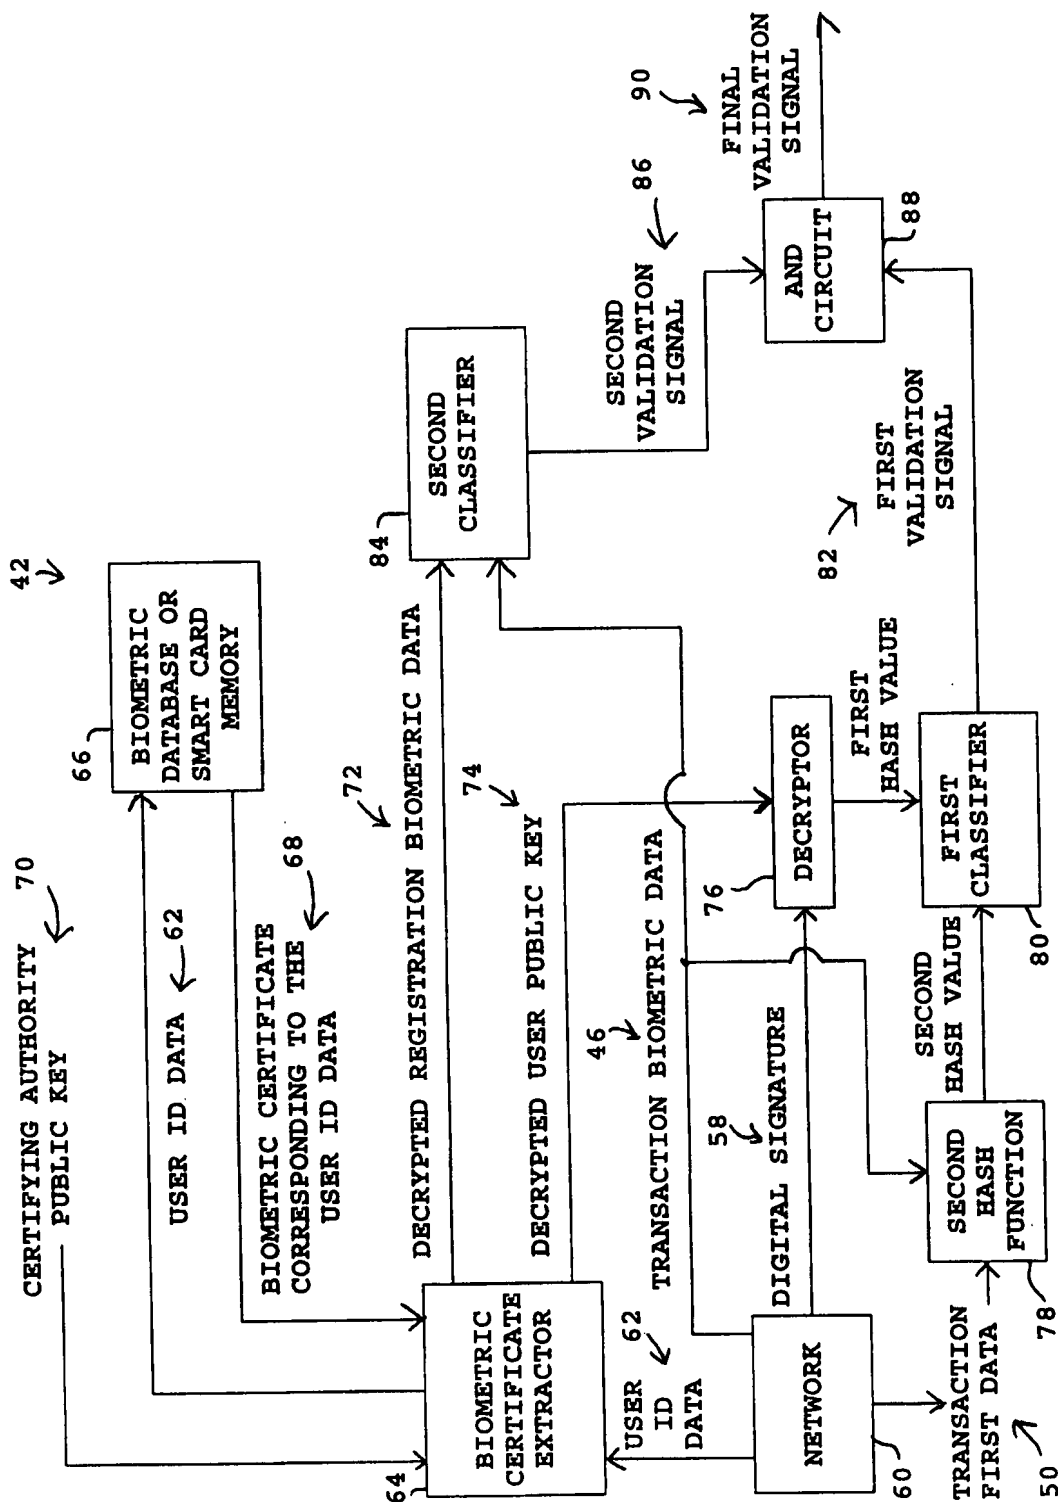 42
CERTIFYING AUTHORITY
PUBLIC KEY
70
USER ID DATA
62
66
BIOMETRIC
DATABASE OR
SMART CARD
MEMORY
BIOMETRIC CERTIFICATE
CORRESPONDING TO THE
USER ID DATA
68
64
BIOMETRIC
CERTIFICATE
EXTRACTOR
DECRYPTED REGISTRATION BIOMETRIC DATA
72
DECRYPTED USER PUBLIC KEY
74
84
SECOND
CLASSIFIER
USER
ID
DATA
62
TRANSACTION BIOMETRIC DATA
46
SECOND
VALIDATION
SIGNAL
86
NETWORK
60
DIGITAL SIGNATURE
58
76
DECRYPTOR
FIRST
HASH VALUE
AND
CIRCUIT
88
FINAL
VALIDATION
SIGNAL
90
TRANSACTION
FIRST DATA
50
SECOND
HASH
FUNCTION
78
SECOND
HASH VALUE
FIRST
CLASSIFIER
80
FIRST
VALIDATION
SIGNAL
82